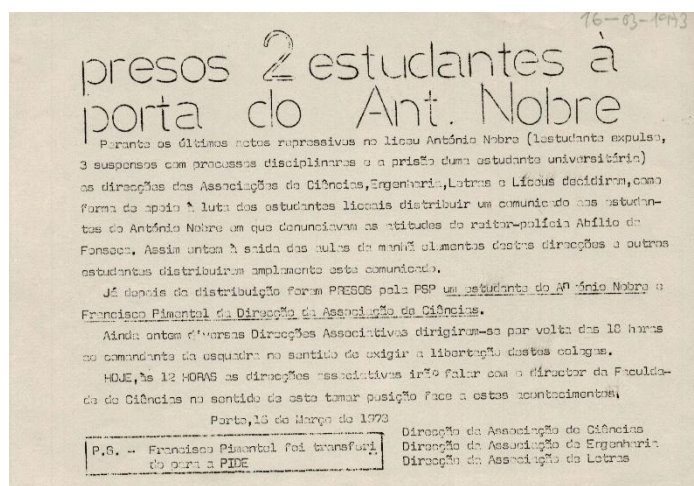 16-03-1973
presos 2 estudantes à
porta do Ant. Nobre
Perante os últimos actos repressivos no liceu António Nobre (1estudante expulso,
3 suspensos com processos disciplinares e a prisão duma estudante universitária)
as direcções das Associações de Ciências,Engenharia,Letras e Liceus decidiram,como
forma de apoio à luta dos estudantes liceais distribuir um comunicado aos estudan-
tes do António Nobre em que denunciavam as atitudes do reitor-polícia Abílio da
Fonseca. Assim ontem à saida das aulas da manhã elementos destas direcções e outros
estudantes distribuiram amplamente este comunicado.
Já depois da distribuição foram PRESOS pela PSP um estudante do António Nobre e
Francisco Pimentel da Direcção da Associação de Ciências.
Ainda ontem diversas Direcções Associativas dirigiram-se por volta das 18 horas
ao comandante da esquadra no sentido de exigir a libertação destes colegas.
HOJE,às 12 HORAS as direcções associativas irão falar com o director da Faculda-
de de Ciências no sentido de este tomar posição face a estes acontecimentos.
Porto,16 de Março de 1973
Direcção da Associação de Ciências
Direcção da Associação de Engenharia
Direcção da Associação de Letras
P.S. - Francisco Pimentel foi transferi
do para a PIDE